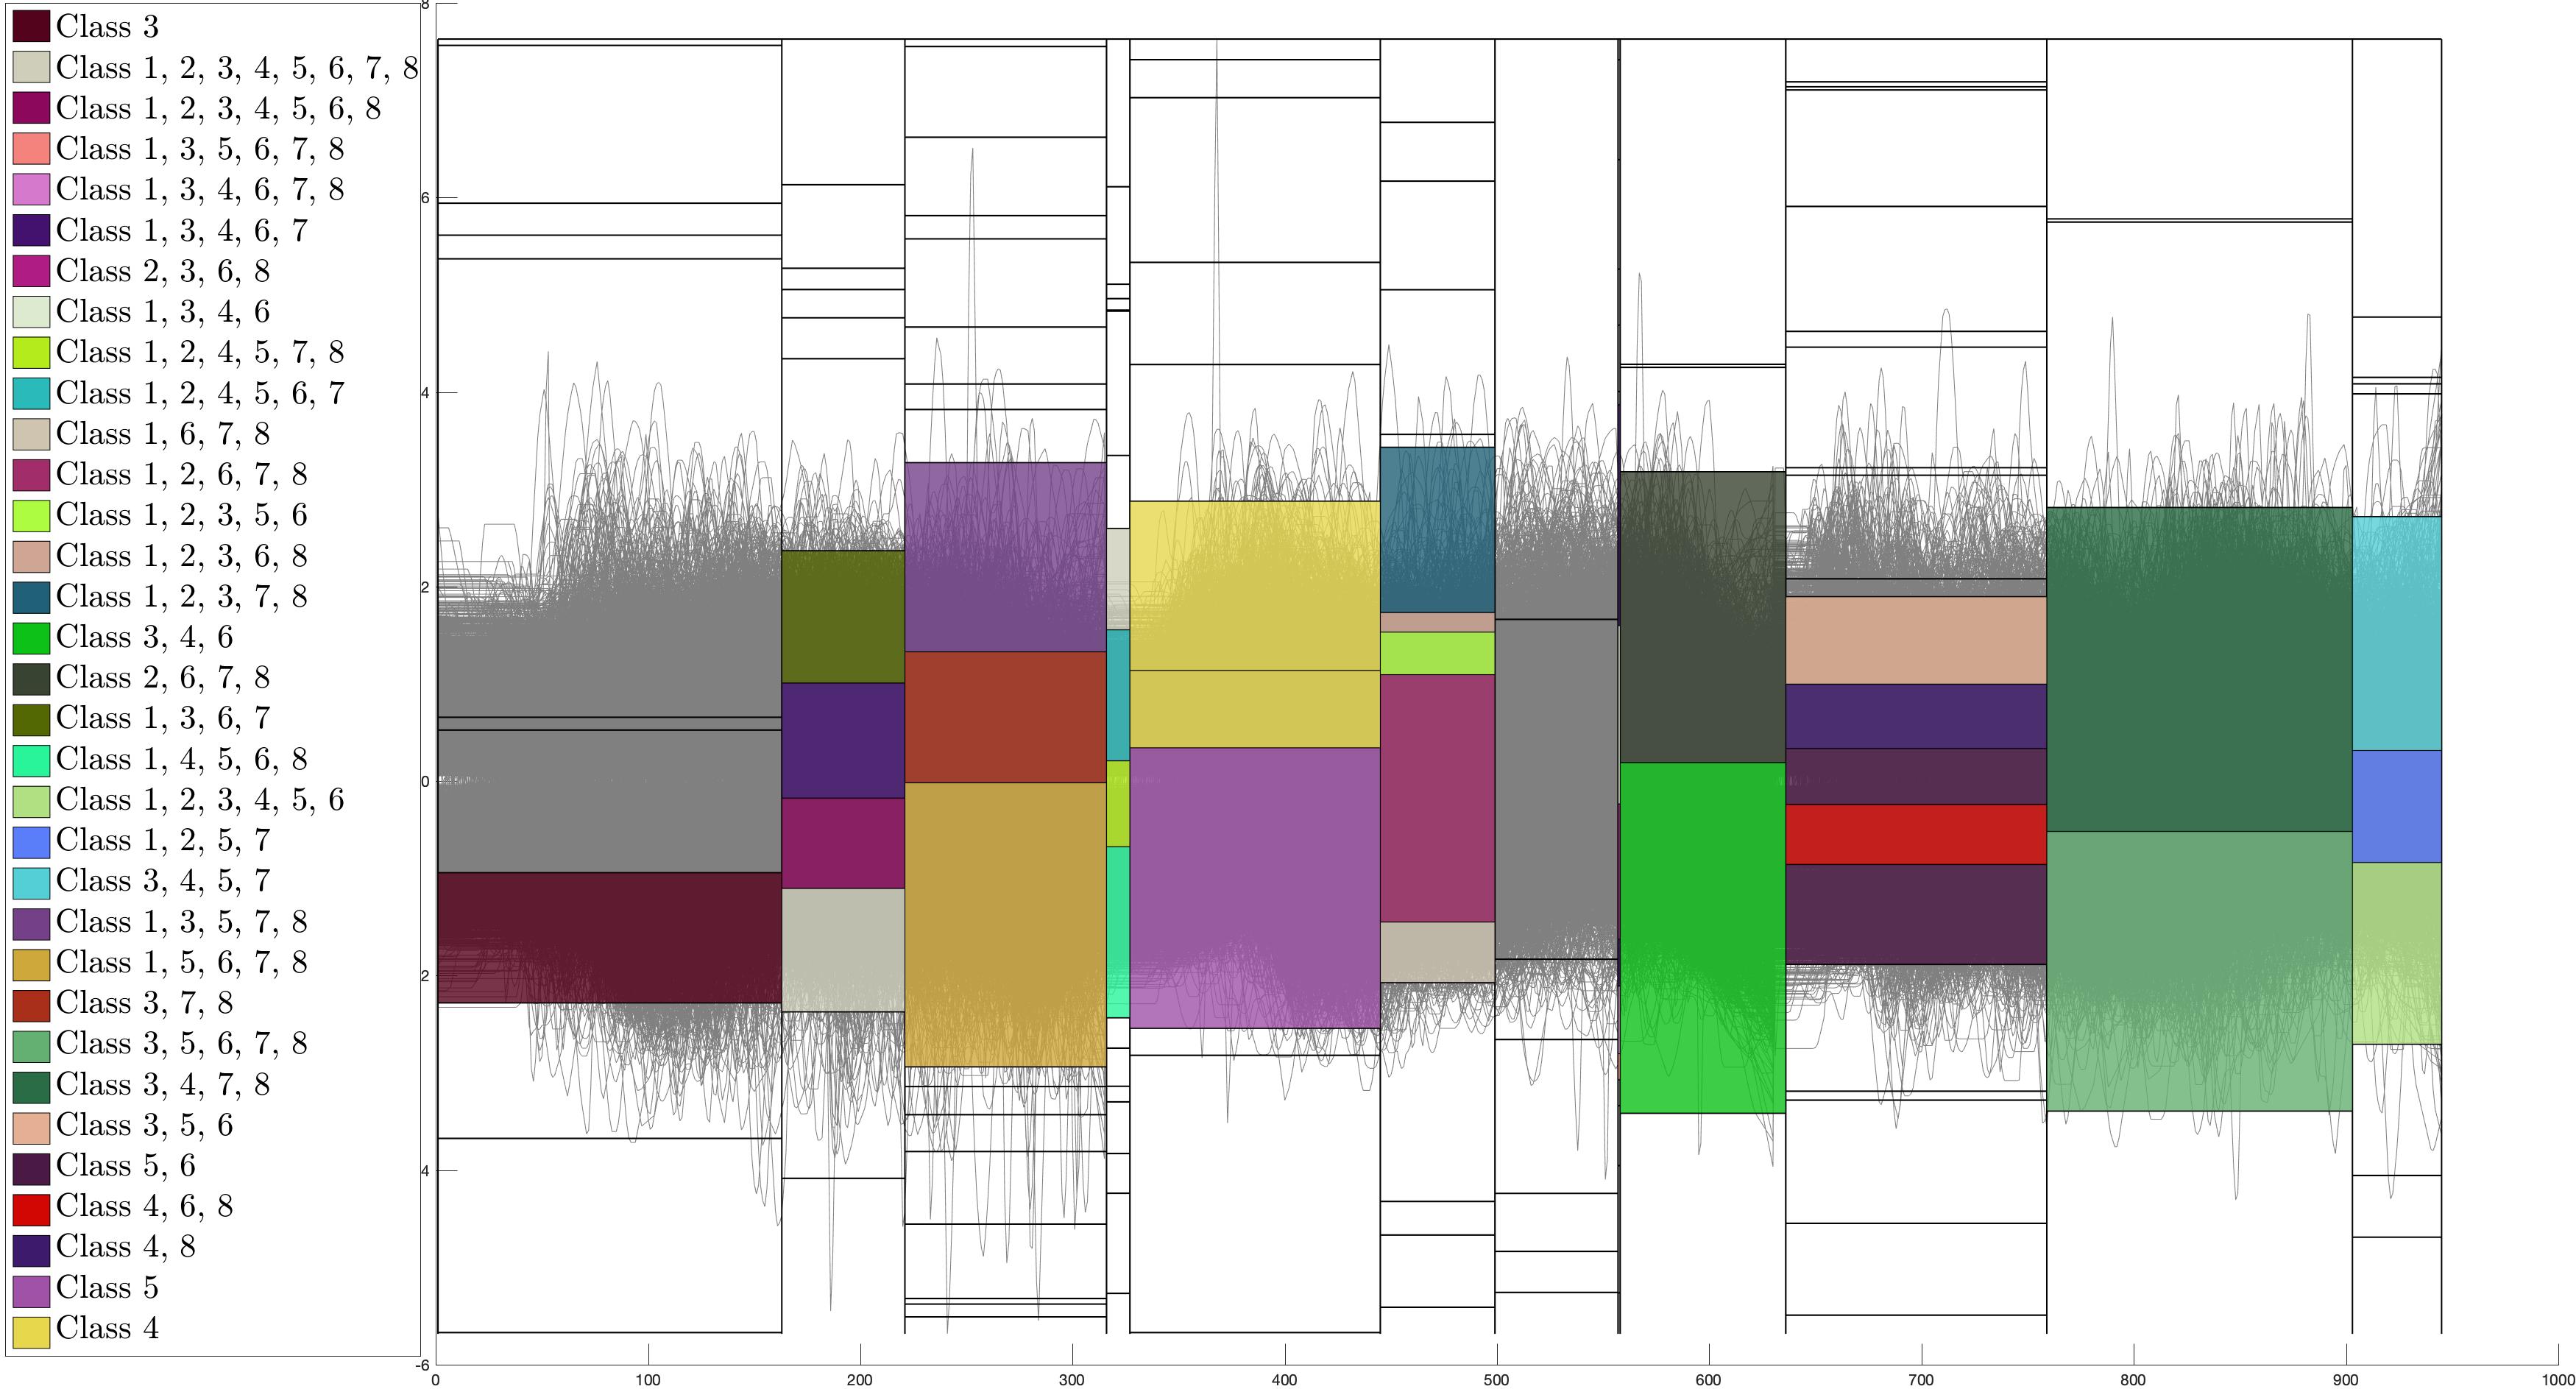 Class 3
Class 1, 2, 3, 4, 5, 6, 7, 8
Class 1, 2, 3, 4, 5, 6, 8
Class 1, 3, 5, 6, 7, 8
Class 1, 3, 4, 6, 7, 8
Class 1, 3, 4, 6, 7
Class 2, 3, 6, 8
Class 1, 3, 4, 6
Class 1, 2, 4, 5, 7, 8
Class 1, 2, 4, 5, 6, 7
Class 1, 6, 7, 8
Class 1, 2, 6, 7, 8
Class 1, 2, 3, 5, 6
Class 1, 2, 3, 6, 8
Class 1, 2, 3, 7, 8
Class 3, 4, 6
Class 2, 6, 7, 8
Class 1, 3, 6, 7
Class 1, 4, 5, 6, 8
Class 1, 2, 3, 4, 5, 6
Class 1, 2, 5, 7
Class 3, 4, 5, 7
Class 1, 3, 5, 7, 8
Class 1, 5, 6, 7, 8
Class 3, 7, 8
Class 3, 5, 6, 7, 8
Class 3, 4, 7, 8
Class 3, 5, 6
Class 5, 6
Class 4, 6, 8
Class 4, 8
Class 5
Class 4
8
6
4
2
0
2
4
-6
0 100 200 300 400 500 600 700 800 900 1000